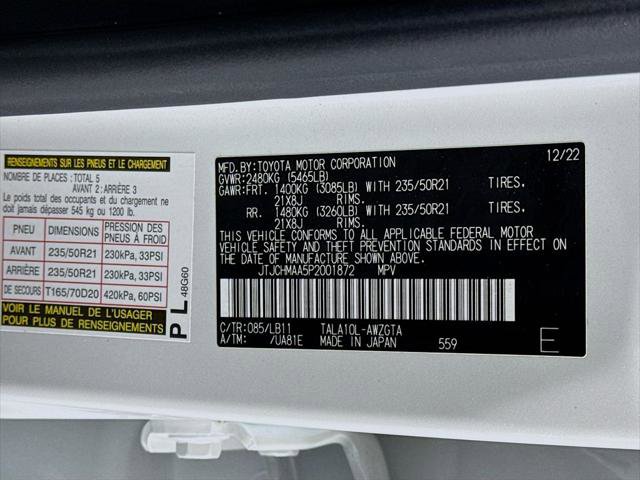 RENSEIGNEMENTS SUR LES PNEUS ET LE CHARGEMENT
NOMBRE DE PLACES : TOTAL 5
AVANT 2 : ARRIÈRE 3
Le poids total des occupants et du chargement ne
doit jamais dépasser 545 kg ou 1200 lb.
PNEU DIMENSIONS PRESSION DES PNEUS À FROID
AVANT 235/50R21 230kPa, 33PSI
ARRIÈRE 235/50R21 230kPa, 33PSI
DE SECOURS T165/70D20 420kPa, 60PSI
VOIR LE MANUEL DE L'USAGER
POUR PLUS DE RENSEIGNEMENTS
PL
48G60
MFD. BY: TOYOTA MOTOR CORPORATION 12/22
GVWR: 2480KG (5465LB)
GAWR: FRT. 1400KG (3085LB) WITH 235/50R21 TIRES,
21X8J RIMS.
RR. 1480KG (3260LB) WITH 235/50R21 TIRES,
21X8J RIMS.
THIS VEHICLE CONFORMS TO ALL APPLICABLE FEDERAL MOTOR
VEHICLE SAFETY AND THEFT PREVENTION STANDARDS IN EFFECT ON
THE DATE OF MANUFACTURE SHOWN ABOVE.
JTJCHMAA5P2001872 MPV
C/TR: 085/LB11 TALA10L-AWZGTA
A/TM: /UA81E MADE IN JAPAN 559 E